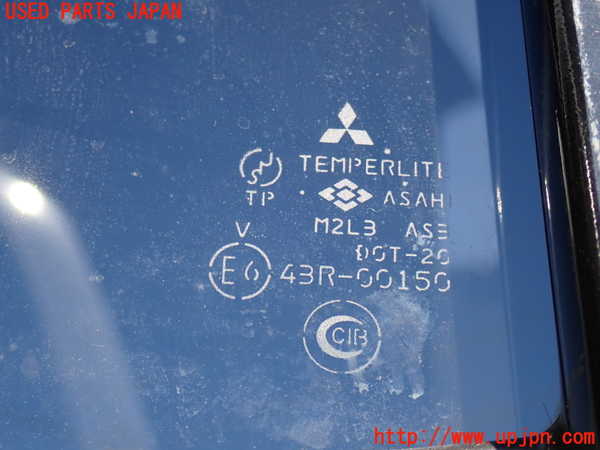 USED PARTS JAPAN
TEMPERLITE
TP ASAHI
M2L3 AS3
V DOT-20
E6 43R-00150
CIB
http://www.upjpn.com/